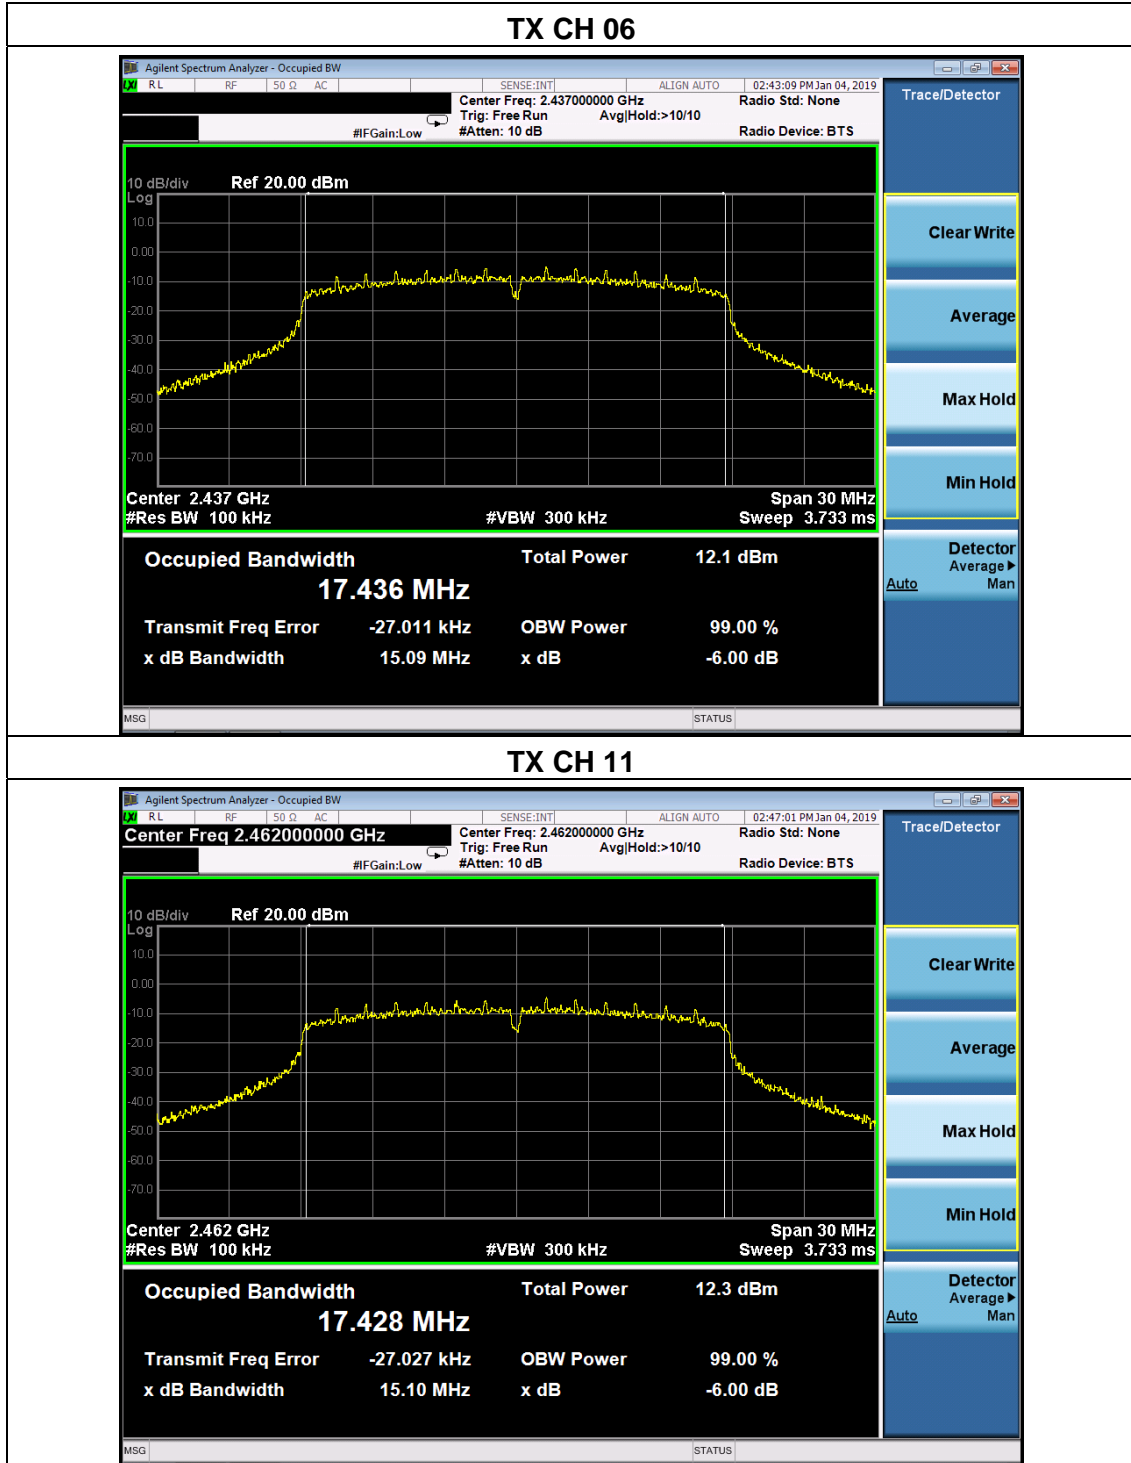 TX CH 06
Agilent Spectrum Analyzer - Occupied BW
LXI RL RF 50 Ω AC SENSE:INT ALIGN AUTO 02:43:09 PM Jan 04, 2019
Center Freq: 2.437000000 GHz Radio Std: None
Trig: Free Run Avg|Hold:>10/10
#IFGain:Low #Atten: 10 dB Radio Device: BTS
10 dB/div Ref 20.00 dBm
Log
10.0
0.00
-10.0
-20.0
-30.0
-40.0
-50.0
-60.0
-70.0
Center 2.437 GHz Span 30 MHz
#Res BW 100 kHz #VBW 300 kHz Sweep 3.733 ms
Occupied Bandwidth Total Power 12.1 dBm
17.436 MHz
Transmit Freq Error -27.011 kHz OBW Power 99.00 %
x dB Bandwidth 15.09 MHz x dB -6.00 dB
MSG STATUS
Trace/Detector
Clear Write
Average
Max Hold
Min Hold
Detector
Average▶
Auto Man
TX CH 11
Agilent Spectrum Analyzer - Occupied BW
LXI RL RF 50 Ω AC SENSE:INT ALIGN AUTO 02:47:01 PM Jan 04, 2019
Center Freq 2.462000000 GHz Center Freq: 2.462000000 GHz Radio Std: None
Trig: Free Run Avg|Hold:>10/10
#IFGain:Low #Atten: 10 dB Radio Device: BTS
10 dB/div Ref 20.00 dBm
Log
10.0
0.00
-10.0
-20.0
-30.0
-40.0
-50.0
-60.0
-70.0
Center 2.462 GHz Span 30 MHz
#Res BW 100 kHz #VBW 300 kHz Sweep 3.733 ms
Occupied Bandwidth Total Power 12.3 dBm
17.428 MHz
Transmit Freq Error -27.027 kHz OBW Power 99.00 %
x dB Bandwidth 15.10 MHz x dB -6.00 dB
MSG STATUS
Trace/Detector
Clear Write
Average
Max Hold
Min Hold
Detector
Average▶
Auto Man